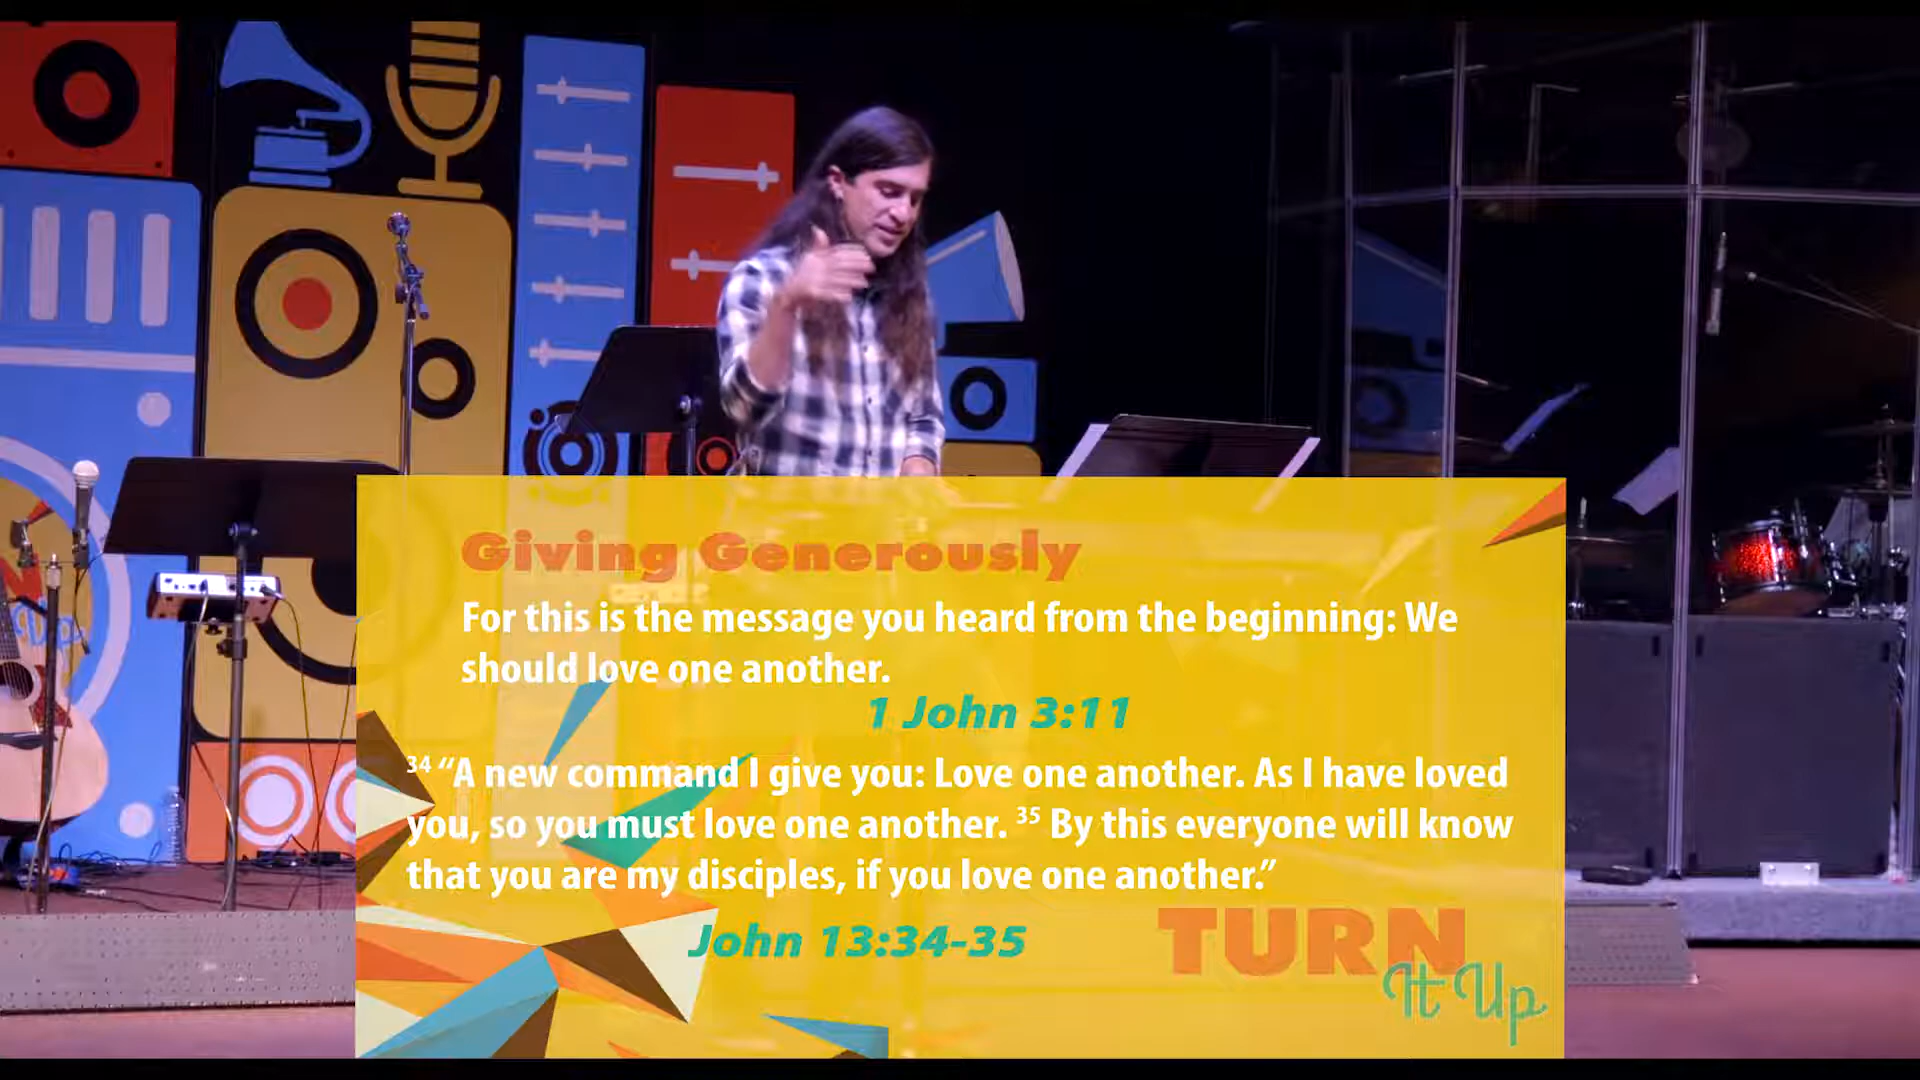 Giving Generously
For this is the message you heard from the beginning: We
should love one another.
1 John 3:11
34 “A new command I give you: Love one another. As I have loved
you, so you must love one another. 35 By this everyone will know
that you are my disciples, if you love one another.”
John 13:34-35
TURN
It Up